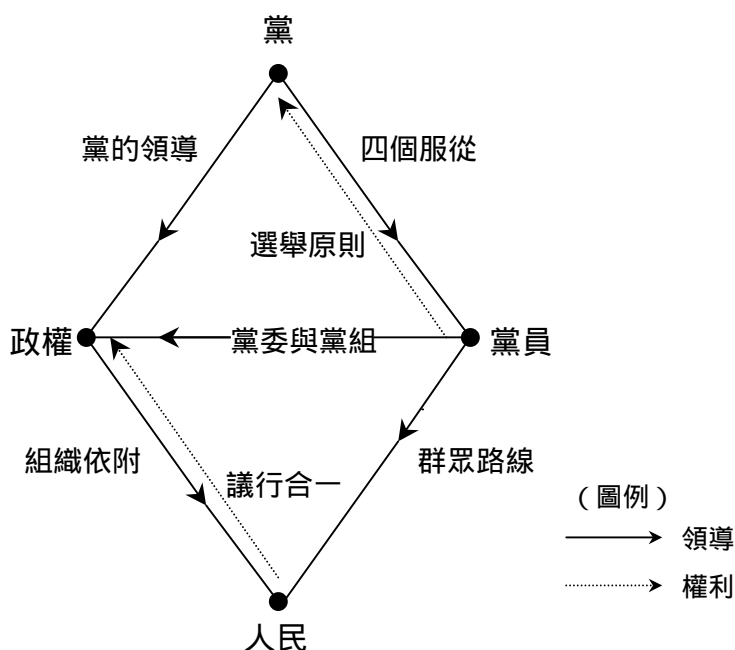 黨
黨的領導
四個服從
選舉原則
政權
黨委與黨組
黨員
組織依附
議行合一
群眾路線
（圖例）
領導
權利
人民